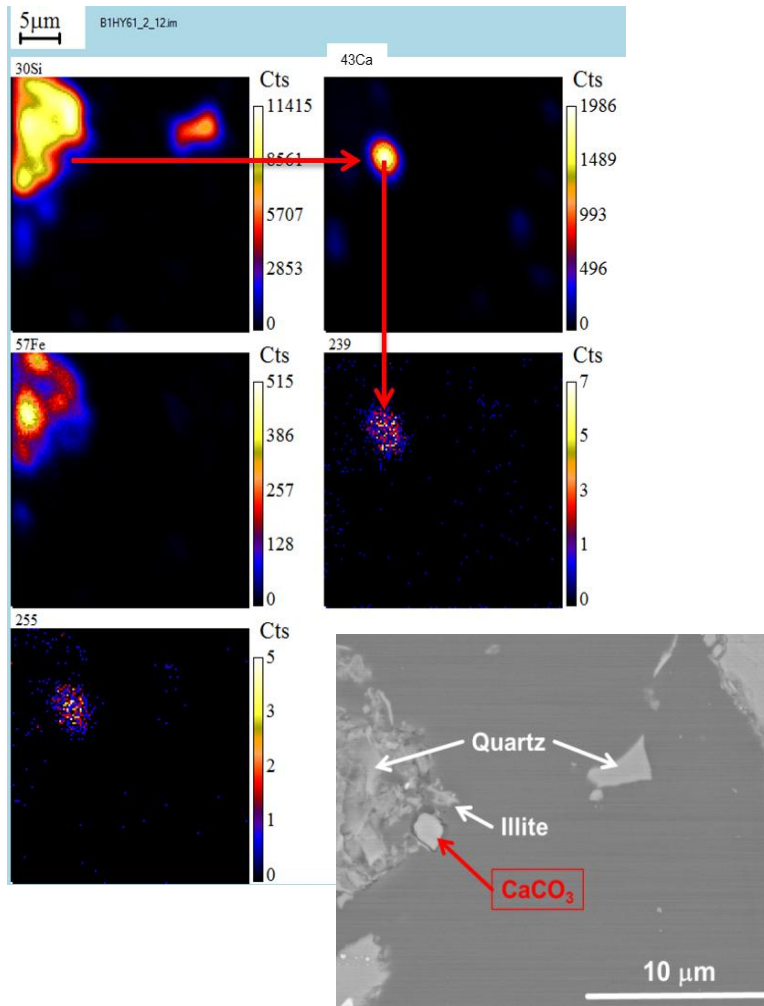 5μm
B1HY61_2_12.im
30Si
Cts
11415
8561
5707
2853
0
43Ca
Cts
1986
1489
993
496
0
57Fe
Cts
515
386
257
128
0
239
Cts
7
5
3
1
0
255
Cts
5
3
2
1
0
Quartz
Illite
CaCO₃
10 μm